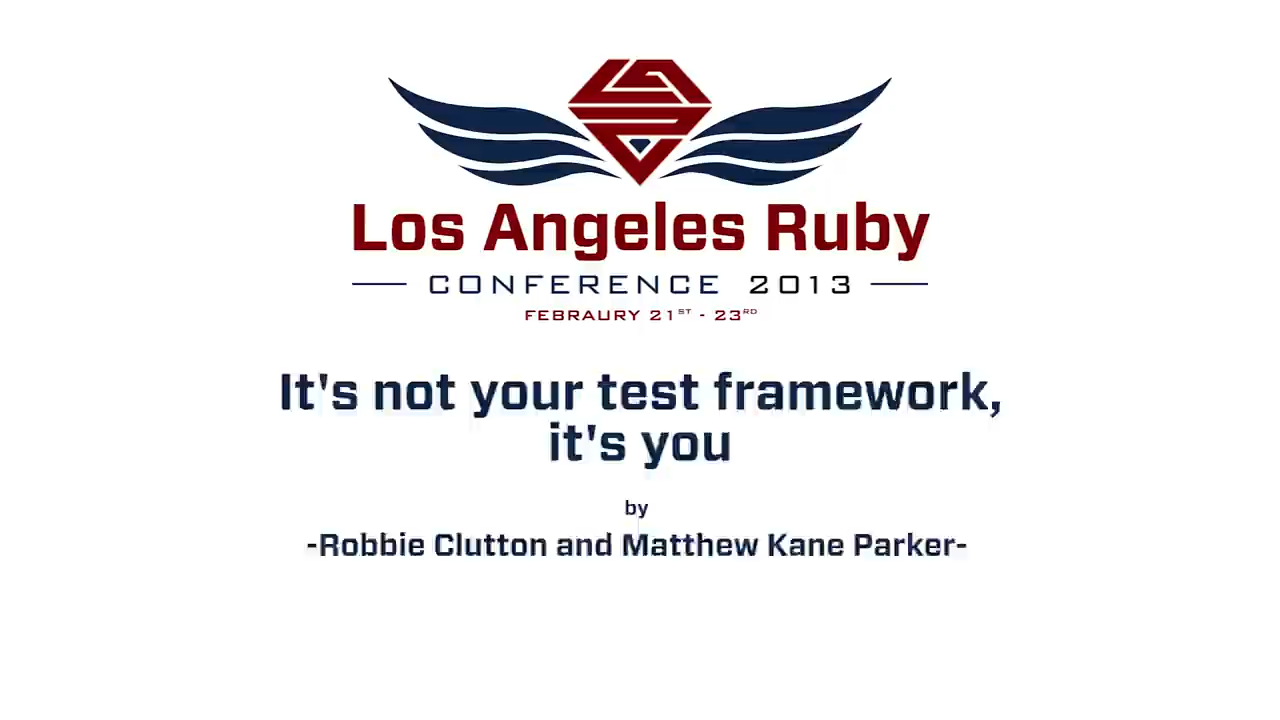 Los Angeles Ruby
CONFERENCE 2013
FEBRAURY 21ST - 23RD
It's not your test framework,
it's you
by
-Robbie Clutton and Matthew Kane Parker-